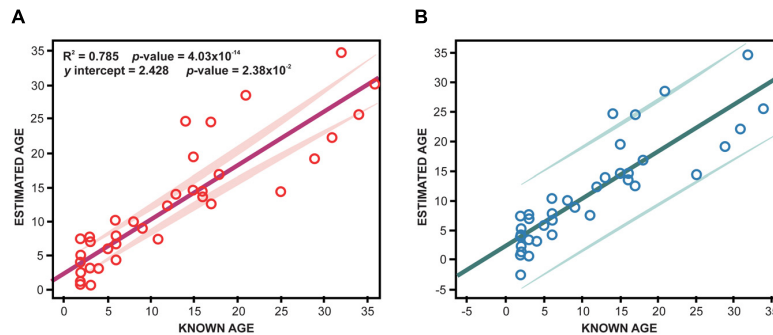 A
R² = 0.785 p-value = 4.03x10⁻¹⁴
y intercept = 2.428 p-value = 2.38x10⁻²
ESTIMATED AGE
35
30
25
20
15
10
5
0
0 5 10 15 20 25 30 35
KNOWN AGE
B
ESTIMATED AGE
35
30
25
20
15
10
5
0
-5
-5 0 5 10 15 20 25 30 35
KNOWN AGE